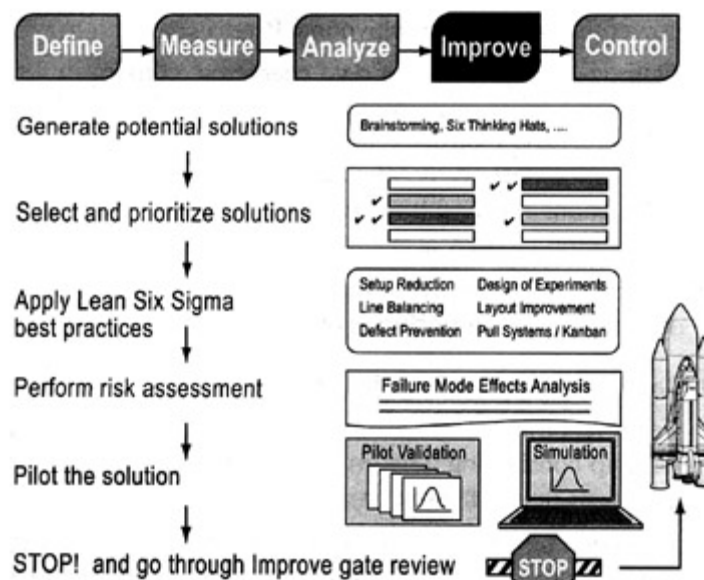 Define
Measure
Analyze
Improve
Control
Generate potential solutions
Brainstorming, Six Thinking Hats, ....
Select and prioritize solutions
Apply Lean Six Sigma
best practices
Setup Reduction
Design of Experiments
Line Balancing
Layout Improvement
Defect Prevention
Pull Systems / Kanban
Perform risk assessment
Failure Mode Effects Analysis
Pilot the solution
Pilot Validation
Simulation
STOP! and go through Improve gate review
STOP